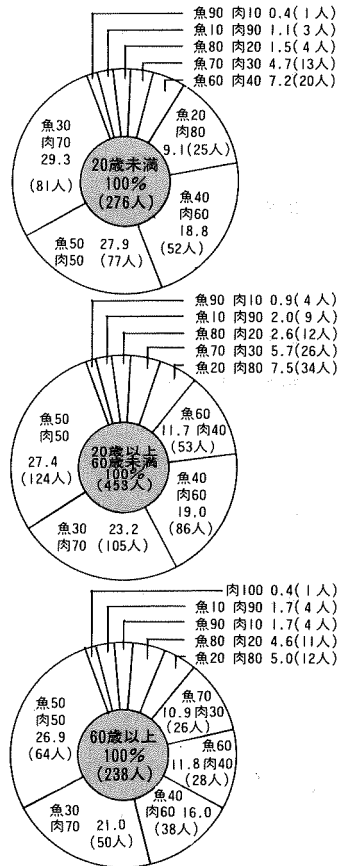 魚90 肉10 0.4(1人)
魚10 肉90 1.1(3人)
魚80 肉20 1.5(4人)
魚70 肉30 4.7(13人)
魚60 肉40 7.2(20人)
魚20
肉80
9.1(25人)
魚40
肉60
18.8
(52人)
魚50 27.9
肉50 (77人)
魚30
肉70
29.3
(81人)
20歳未満
100%
(276人)
魚90 肉10 0.9(4人)
魚10 肉90 2.0(9人)
魚80 肉20 2.6(12人)
魚70 肉30 5.7(26人)
魚20 肉80 7.5(34人)
魚60
11.7 肉40
(53人)
魚40
肉60
19.0
(86人)
魚30 23.2
肉70 (105人)
魚50
肉50
27.4
(124人)
20歳以上
60歳未満
100%
(453人)
肉100 0.4(1人)
魚10 肉90 1.7(4人)
魚90 肉10 1.7(4人)
魚80 肉20 4.6(11人)
魚20 肉80 5.0(12人)
魚70
10.9 肉30
(26人)
魚60
11.8 肉40
(28人)
魚40
肉60 16.0
(38人)
魚30 21.0
肉70 (50人)
魚50
肉50
26.9
(64人)
60歳以上
100%
(238人)